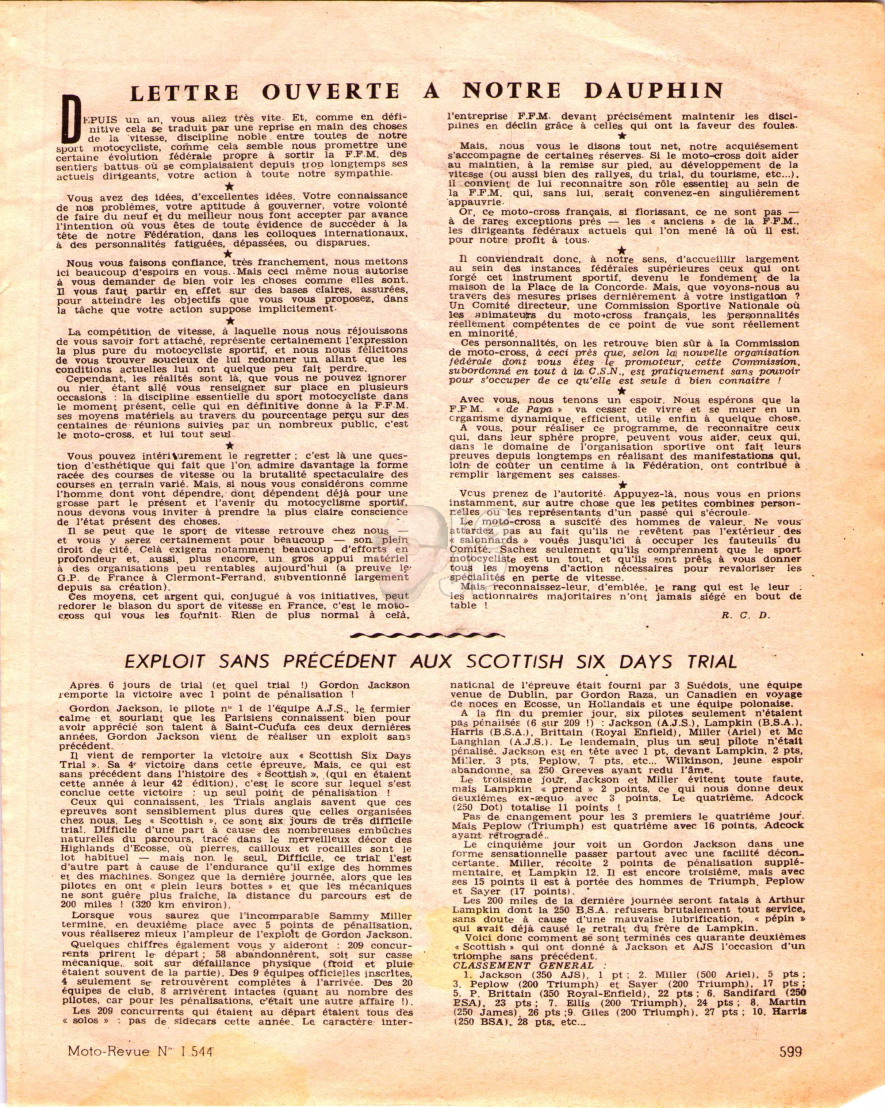 LETTRE OUVERTE A NOTRE DAUPHIN
DEPUIS un an, vous allez très vite. Et, comme en défi-
nitive cela se traduit par une reprise en main des choses
de la vitesse, discipline noble entre toutes de notre
sport motocycliste, comme cela semble nous promettre une
certaine évolution fédérale propre à sortir la F.F.M. des
sentiers battus où se complaisaient depuis trop longtemps ses
actuels dirigeants, votre action à toute notre sympathie.
★
Vous avez des idées, d'excellentes idées. Votre connaissance
de nos problèmes, votre aptitude à gouverner, votre volonté
de faire du neuf et du meilleur nous font accepter par avance
l'intention où vous êtes de toute évidence de succéder à la
tête de notre Fédération, dans les colloques internationaux,
à des personnalités fatiguées, dépassées, ou disparues.
★
Nous vous faisons confiance, très franchement, nous mettons
ici beaucoup d'espoirs en vous. Mais ceci même nous autorise
à vous demander de bien voir les choses comme elles sont.
Il vous faut partir en effet sur des bases claires, assurées,
pour atteindre les objectifs que vous vous proposez, dans
la tâche que votre action suppose implicitement.
★
La compétition de vitesse, à laquelle nous nous réjouissons
de vous savoir fort attaché, représente certainement l'expression
la plus pure du motocycliste sportif, et nous nous félicitons
de vous trouver soucieux de lui redonner un allant que les
conditions actuelles lui ont quelque peu fait perdre.
Cependant, les réalités sont là, que vous ne pouvez ignorer
ou nier, étant allé vous renseigner sur place en plusieurs
occasions : la discipline essentielle du sport motocycliste dans
le moment présent, celle qui en définitive donne à la F.F.M.
ses moyens matériels au travers du pourcentage perçu sur des
centaines de réunions suivies par un nombreux public, c'est
le moto-cross, et lui tout seul.
★
Vous pouvez intérieurement le regretter ; c'est là une ques-
tion d'esthétique qui fait que l'on admire davantage la forme
racée des courses de vitesse ou la brutalité spectaculaire des
courses en terrain varié. Mais, si nous vous considérons comme
l'homme dont vont dépendre, dont dépendent déjà pour une
grosse part le présent et l'avenir du motocyclisme sportif,
nous devons vous inviter à prendre la plus claire conscience
de l'état présent des choses.
Il se peut que le sport de vitesse retrouve chez nous —
et vous y serez certainement pour beaucoup — son plein
droit de cité. Celà exigera notamment beaucoup d'efforts en
profondeur et, aussi, plus encore, un gros appui matériel
à des organisations peu rentables aujourd'hui (a preuve le
G.P. de France à Clermont-Ferrand, subventionné largement
depuis sa création).
Ces moyens, cet argent qui, conjugué à vos initiatives, peut
redorer le blason du sport de vitesse en France, c'est le moto-
cross qui vous les fournit. Rien de plus normal à celà,
l'entreprise F.F.M. devant précisément maintenir les disci-
plines en déclin grâce à celles qui ont la faveur des foules.
★
Mais, nous vous le disons tout net, notre acquiésement
s'accompagne de certaines réserves. Si le moto-cross doit aider
au maintien, à la remise sur pied, au développement de la
vitesse (ou aussi bien des rallyes, du trial, du tourisme, etc...),
il convient de lui reconnaître son rôle essentiel au sein de
la F.F.M. qui, sans lui, serait convenez-en singulièrement
appauvrie.
Or, ce moto-cross français, si florissant, ce ne sont pas —
à de rares exceptions près — les « anciens » de la F.F.M.,
les dirigeants fédéraux actuels qui l'on mené là où il est,
pour notre profit à tous.
★
Il conviendrait donc, à notre sens, d'accueillir largement
au sein des instances fédérales supérieures ceux qui ont
forgé cet instrument sportif, devenu le fondement de la
maison de la Place de la Concorde. Mais, que voyons-nous au
travers des mesures prises dernièrement à votre instigation ?
Un Comité directeur, une Commission Sportive Nationale où
les animateurs du moto-cross français, les personnalités
réellement compétentes de ce point de vue sont réellement
en minorité.
Ces personnalités, on les retrouve bien sûr à la Commission
de moto-cross, à ceci près que, selon la nouvelle organisation
fédérale dont vous êtes le promoteur, cette Commission,
subordonné en tout à la C.S.N., est pratiquement sans pouvoir
pour s'occuper de ce qu'elle est seule à bien connaître !
★
Avec vous, nous tenons un espoir. Nous espérons que la
F.F.M. « de Papa » va cesser de vivre et se muer en un
organisme dynamique, efficient, utile enfin à quelque chose.
A vous, pour réaliser ce programme, de reconnaître ceux
qui, dans leur sphère propre, peuvent vous aider, ceux qui,
dans le domaine de l'organisation sportive ont fait leurs
preuves depuis longtemps en réalisant des manifestations qui,
loin de coûter un centime à la Fédération, ont contribué à
remplir largement ses caisses.
★
Vous prenez de l'autorité. Appuyez-là, nous vous en prions
instamment, sur autre chose que les petites combines person-
nelles ou les représentants d'un passé qui s'écroule.
Le moto-cross a suscité des hommes de valeur. Ne vous
attardez pas au fait qu'ils ne revêtent pas l'extérieur des
« salonnards » voués jusqu'ici à occuper les fauteuils du
Comité. Sachez seulement qu'ils comprennent que le sport
motocycliste est un tout, et qu'ils sont prêts à vous donner
tous les moyens d'action nécessaires pour revaloriser les
spécialités en perte de vitesse.
Mais reconnaissez-leur, d'emblée, le rang qui est le leur :
les actionnaires majoritaires n'ont jamais siégé en bout de
table !
R. C. D.
EXPLOIT SANS PRÉCÉDENT AUX SCOTTISH SIX DAYS TRIAL
Après 6 jours de trial (et quel trial !) Gordon Jackson
remporte la victoire avec 1 point de pénalisation !
Gordon Jackson, le pilote n° 1 de l'équipe A.J.S., le fermier
calme et souriant que les Parisiens connaissent bien pour
avoir apprécié son talent à Saint-Cucufa ces deux dernières
années, Gordon Jackson vient de réaliser un exploit sans
précédent.
Il vient de remporter la victoire aux « Scottish Six Days
Trial ». Sa 4e victoire dans cette épreuve. Mais, ce qui est
sans précédent dans l'histoire des « Scottish », (qui en étaient
cette année à leur 42 édition), c'est le score sur lequel s'est
conclue cette victoire : un seul point de pénalisation !
Ceux qui connaissent, les Trials anglais savent que ces
epreuves sont sensiblement plus dures que celles organisées
chez nous. Les « Scottish », ce sont six jours de très difficile
trial. Difficile d'une part à cause des nombreuses embûches
naturelles du parcours, tracé dans le merveilleux décor des
Highlands d'Ecosse, où pierres, cailloux et rocailles sont le
lot habituel — mais non le seul. Difficile, ce trial l'est
d'autre part à cause de l'endurance qu'il exige des hommes
et des machines. Songez que la dernière journée, alors que les
pilotes en ont « plein leurs bottes » et que les mécaniques
ne sont guère plus fraîche, la distance du parcours est de
200 miles ! (320 km environ).
Lorsque vous saurez que l'incomparable Sammy Miller
termine, en deuxième place avec 5 points de pénalisation,
vous réaliserez mieux l'ampleur de l'exploit de Gordon Jackson.
Quelques chiffres également vous y aideront : 209 concur-
rents prirent le départ ; 58 abandonnèrent, soit sur casse
mécanique, soit sur défaillance physique (froid et pluie
étaient souvent de la partie). Des 9 équipes officielles inscrites,
4 seulement se retrouvèrent complètes à l'arrivée. Des 20
équipes de club, 8 arrivèrent intactes (quant au nombre des
pilotes, car pour les pénalisations, c'était une autre affaire !).
Les 209 concurrents qui étaient au départ étaient tous des
« solos » : pas de sidecars cette année. Le caractère inter-
national de l'épreuve était fourni par 3 Suédois, une équipe
venue de Dublin, par Gordon Raza, un Canadien en voyage
de noces en Ecosse, un Hollandais et une équipe polonaise.
A la fin du premier jour, six pilotes seulement n'étaient
pas pénalisés (6 sur 209 !) : Jackson (A.J.S.), Lampkin (B.S.A.),
Harris (B.S.A.), Brittain (Royal Enfield), Miller (Ariel) et Mc
Langhlan (A.J.S.). Le lendemain, plus un seul pilote n'était
pénalisé. Jackson est en tête avec 1 pt, devant Lampkin, 2 pts,
Miller, 3 pts, Peplow, 7 pts, etc... Wilkinson, jeune espoir
abandonne, sa 250 Greeves ayant redu l'âme.
Le troisième jour, Jackson et Miller évitent toute faute,
mais Lampkin « prend » 2 points, ce qui nous donne deux
deuxièmes ex-æquo avec 3 points. Le quatrième, Adcock
(250 Dot) totalise 11 points !
Pas de cnangement pour les 3 premiers le quatrième jour.
Mais Peplow (Triumph) est quatrième avec 16 points, Adcock
ayant rétrogradé..
Le cinquième jour voit un Gordon Jackson dans une
forme sensationnelle passer partout avec une facilité décon-
certante. Miller, récolte 2 points de pénalisation supplé-
mentaire, et Lampkin 12. Il est encore troisième, mais avec
ses 15 points il est à portée des hommes de Triumph, Peplow
et Sayer (17 points).
Les 200 miles de la dernière journée seront fatals à Arthur
Lampkin dont la 250 B.S.A. refusera brutalement tout service,
sans doute à cause d'une mauvaise lubrification, « pépin »
qui avait déjà causé le retrait du frère de Lampkin.
Voici donc comment se sont terminés ces quarante deuxièmes
« Scottish » qui ont donné à Jackson et AJS l'occasion d'un
triomphe sans précédent.
CLASSEMENT GENERAL :
1. Jackson (350 AJS), 1 pt ; 2. Miller (500 Ariel), 5 pts ;
3. Peplow (200 Triumph) et Sayer (200 Triumph), 17 pts ;
5. P. Brittain (350 Royal-Enfield), 22 pts ; 6. Sandifard (250
BSA), 23 pts ; 7. Ellis (200 Triumph), 24 pts ; 8. Martin
(250 James), 26 pts ;9. Giles (200 Triumph), 27 pts ; 10. Harris
(250 BSA), 28 pts, etc...
Moto-Revue N° 1.544
599